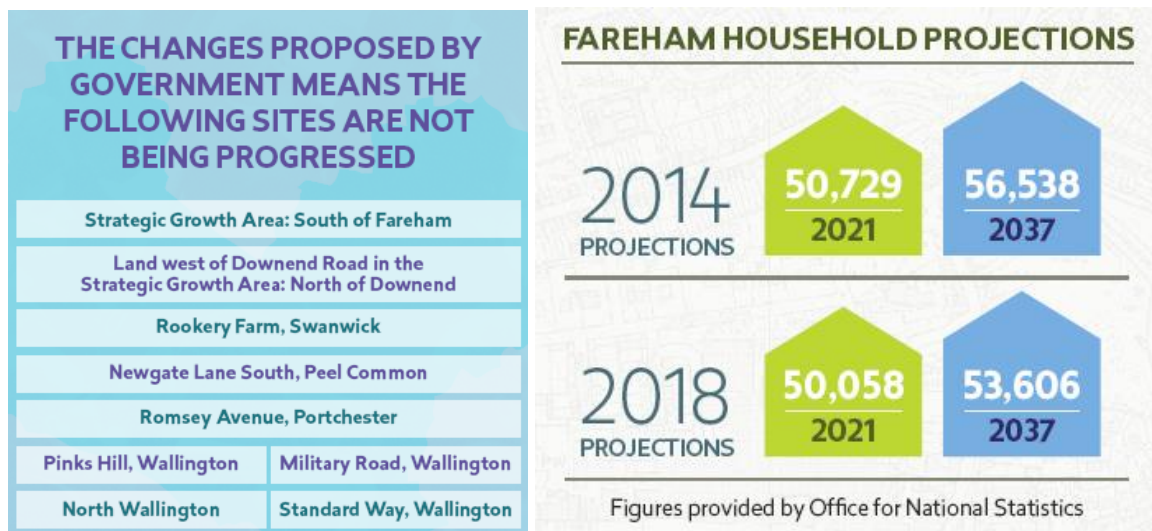 THE CHANGES PROPOSED BY
GOVERNMENT MEANS THE
FOLLOWING SITES ARE NOT
BEING PROGRESSED
Strategic Growth Area: South of Fareham
Land west of Downend Road in the
Strategic Growth Area: North of Downend
Rookery Farm, Swanwick
Newgate Lane South, Peel Common
Romsey Avenue, Portchester
Pinks Hill, Wallington
Military Road, Wallington
North Wallington
Standard Way, Wallington
FAREHAM HOUSEHOLD PROJECTIONS
2014
PROJECTIONS
50,729
2021
56,538
2037
2018
PROJECTIONS
50,058
2021
53,606
2037
Figures provided by Office for National Statistics